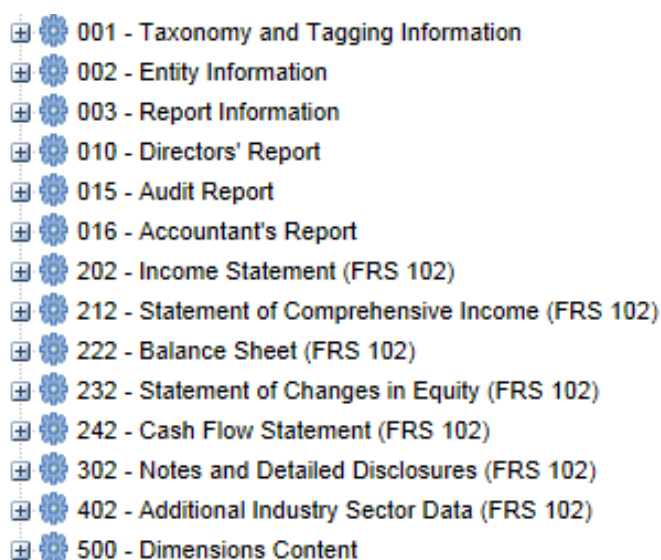 001 - Taxonomy and Tagging Information
002 - Entity Information
003 - Report Information
010 - Directors' Report
015 - Audit Report
016 - Accountant's Report
202 - Income Statement (FRS 102)
212 - Statement of Comprehensive Income (FRS 102)
222 - Balance Sheet (FRS 102)
232 - Statement of Changes in Equity (FRS 102)
242 - Cash Flow Statement (FRS 102)
302 - Notes and Detailed Disclosures (FRS 102)
402 - Additional Industry Sector Data (FRS 102)
500 - Dimensions Content